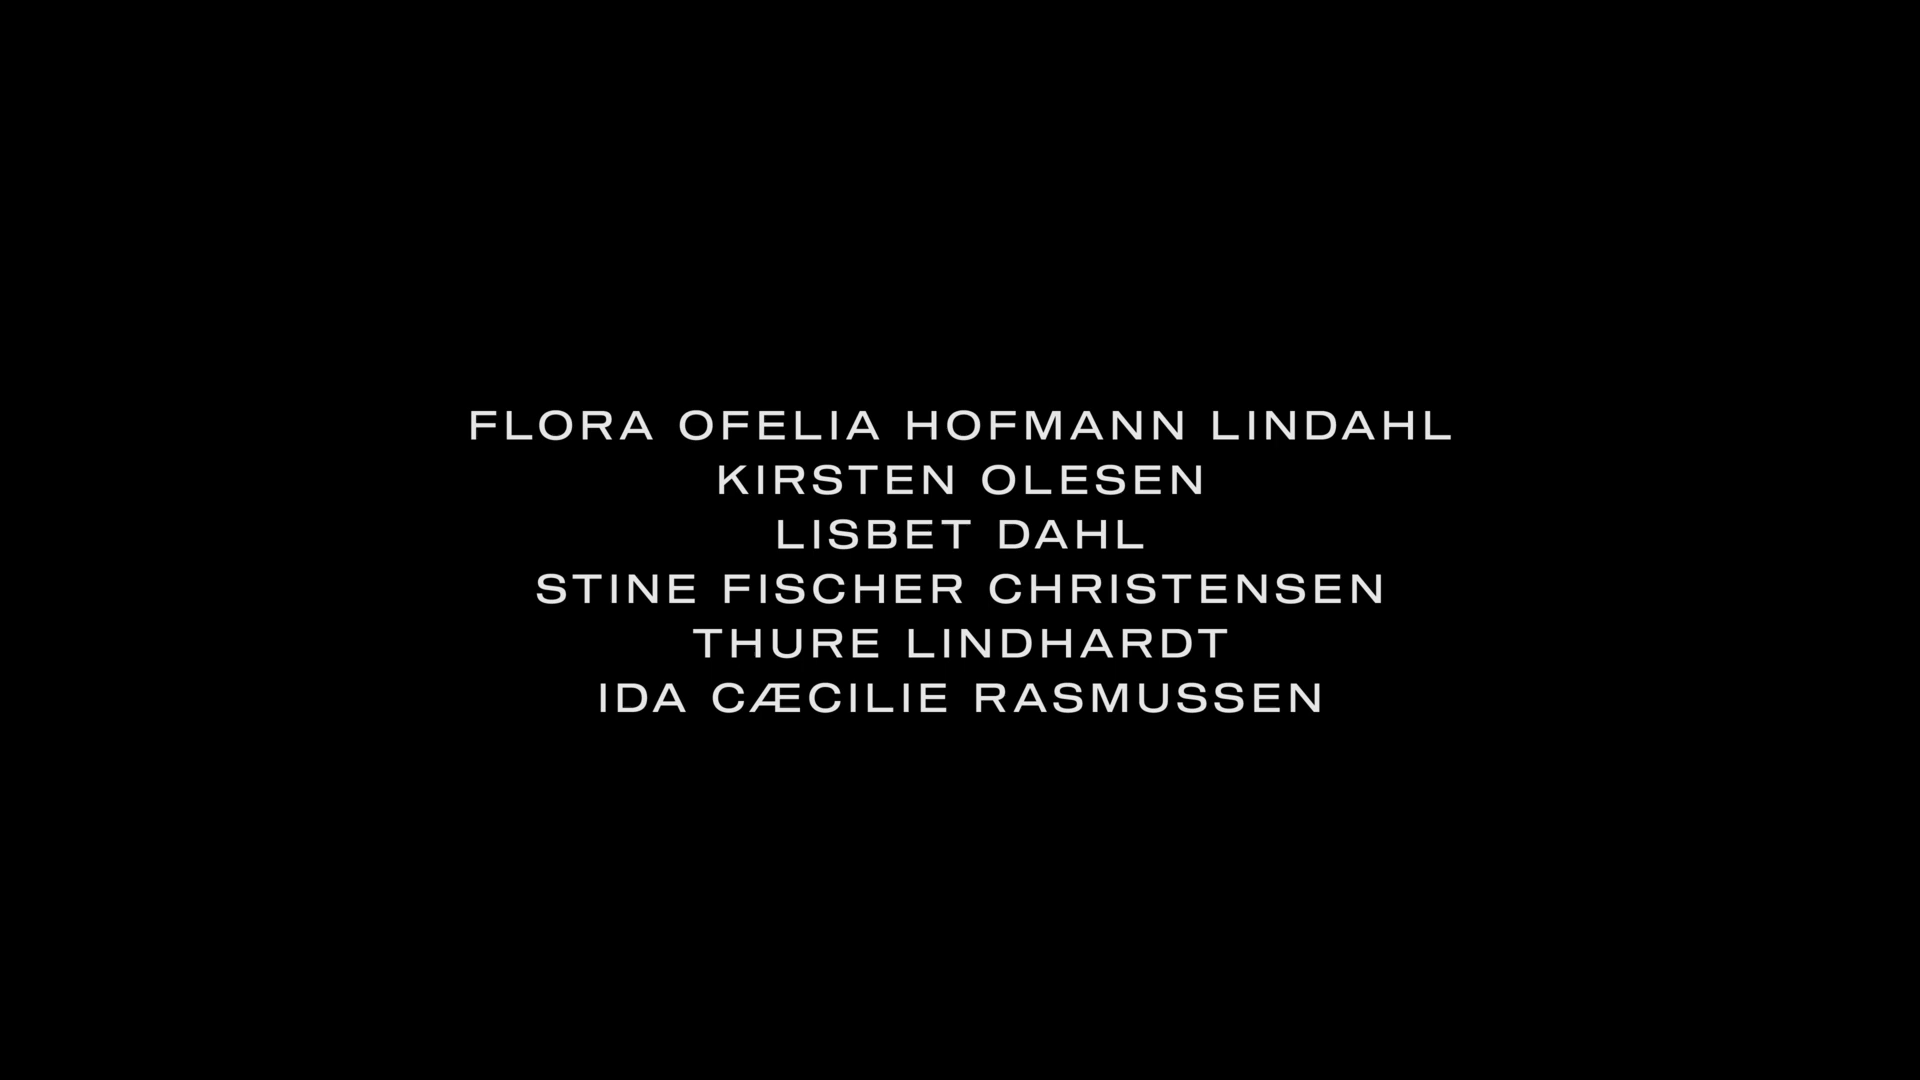 FLORA OFELIA HOFMANN LINDAHL
KIRSTEN OLESEN
LISBET DAHL
STINE FISCHER CHRISTENSEN
THURE LINDHARDT
IDA CÆCILIE RASMUSSEN